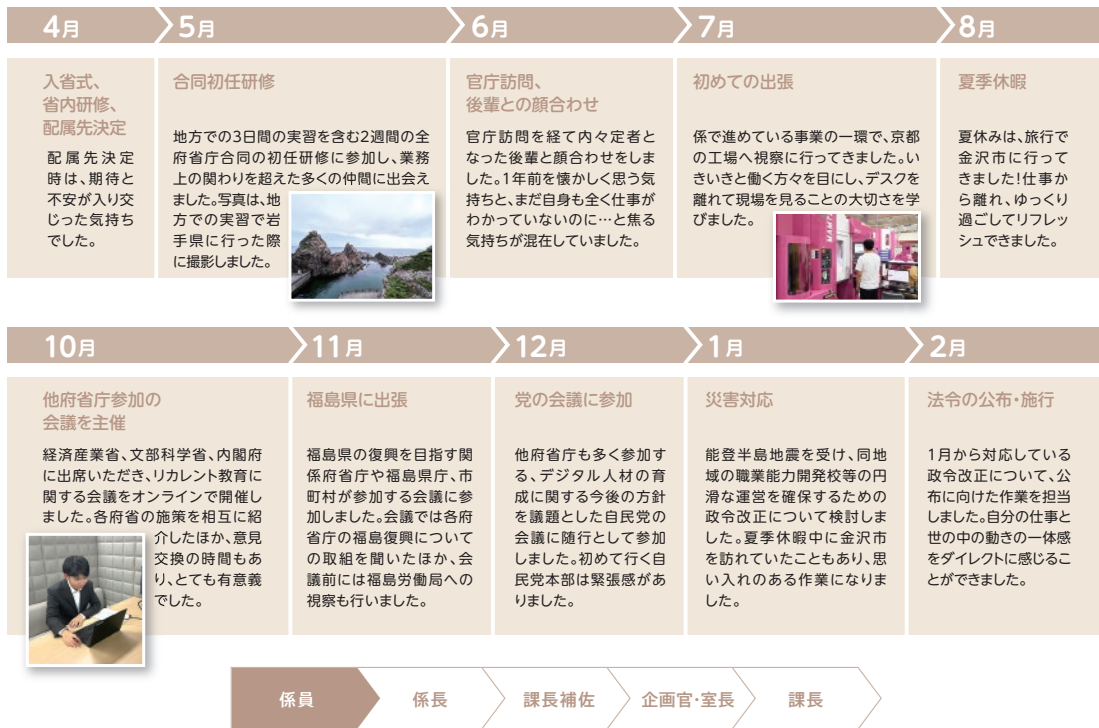 4月
5月
6月
7月
8月
入省式、
省内研修、
配属先決定
配属先決定
時は、期待と
不安が入り交
じった気持ち
でした。
合同初任研修
地方での3日間の実習を含む2週間の全
府省庁合同の初任研修に参加し、業務
上の関わりを超えた多くの仲間に出会え
ました。写真は、地
方での実習で岩
手県に行った際
に撮影しました。
官庁訪問、
後輩との顔合わせ
官庁訪問を経て内々定者と
なった後輩と顔合わせをしま
した。1年前を懐かしく思う気
持ちと、まだ自身も全く仕事が
わかっていないのに…と焦る
気持ちが混在していました。
初めての出張
係で進めている事業の一環で、京都
の工場へ視察に行ってきました。い
きいきと働く方々を目にし、デスクを
離れて現場を見ることの大切さを学
びました。
夏季休暇
夏休みは、旅行で
金沢市に行って
きました!仕事か
ら離れ、ゆっくり
過ごしてリフレッ
シュできました。
10月
11月
12月
1月
2月
他府省庁参加の
会議を主催
経済産業省、文部科学省、内閣府
に出席いただき、リカレント教育に
関する会議をオンラインで開催し
ました。各府省の施策を相互に紹
介したほか、意見
交換の時間もあ
り、とても有意義
でした。
福島県に出張
福島県の復興を目指す関
係府省庁や福島県庁、市
町村が参加する会議に参
加しました。会議では各府
省庁の福島復興について
の取組を聞いたほか、会
議前には福島労働局への
視察も行いました。
党の会議に参加
他府省庁も多く参加す
る、デジタル人材の育
成に関する今後の方針
を議題とした自民党の
会議に随行として参加
しました。初めて行く自
民党本部は緊張感があ
りました。
災害対応
能登半島地震を受け、同地
域の職業能力開発校等の円
滑な運営を確保するための
政令改正について検討しま
した。夏季休暇中に金沢市
を訪れていたこともあり、思
い入れのある作業になりま
した。
法令の公布・施行
1月から対応している
政令改正について、公
布に向けた作業を担当
しました。自分の仕事と
世の中の動きの一体感
をダイレクトに感じるこ
とができました。
係員
係長
課長補佐
企画官・室長
課長